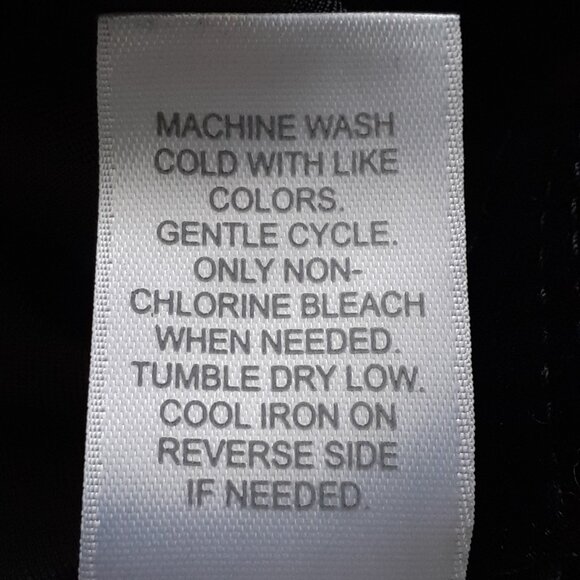 MACHINE WASH
COLD WITH LIKE
COLORS.
GENTLE CYCLE.
ONLY NON-
CHLORINE BLEACH
WHEN NEEDED.
TUMBLE DRY LOW.
COOL IRON ON
REVERSE SIDE
IF NEEDED.